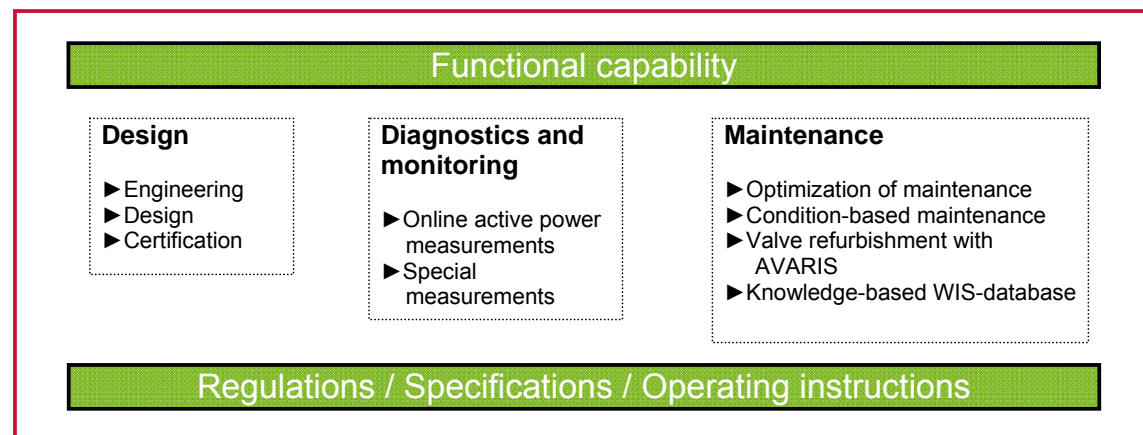 Functional capability
Design
►Engineering
►Design
►Certification
Diagnostics and
monitoring
►Online active power
measurements
►Special
measurements
Maintenance
►Optimization of maintenance
►Condition-based maintenance
►Valve refurbishment with
AVARIS
►Knowledge-based WIS-database
Regulations / Specifications / Operating instructions